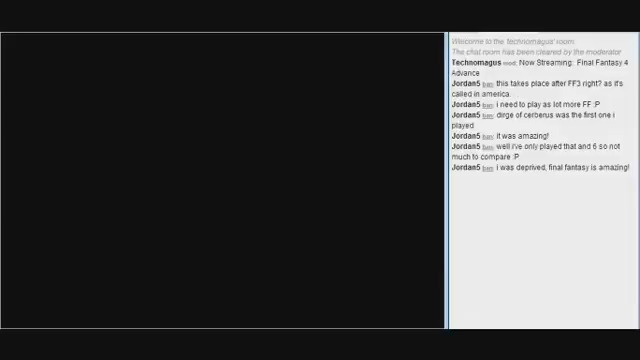 Welcome to the Technomagus' room.
The chat room has been cleared by the moderator
Technomagus mod: Now Streaming: Final Fantasy 4
Advance
Jordan5 ban: this takes place after FF3 right? as it's
called in america.
Jordan5 ban: i need to play as lot more FF :P
Jordan5 ban: dirge of cerberus was the first one i
played
Jordan5 ban: it was amazing!
Jordan5 ban: well i've only played that and 6 so not
much to compare :P
Jordan5 ban: i was deprived, final fantasy is amazing!